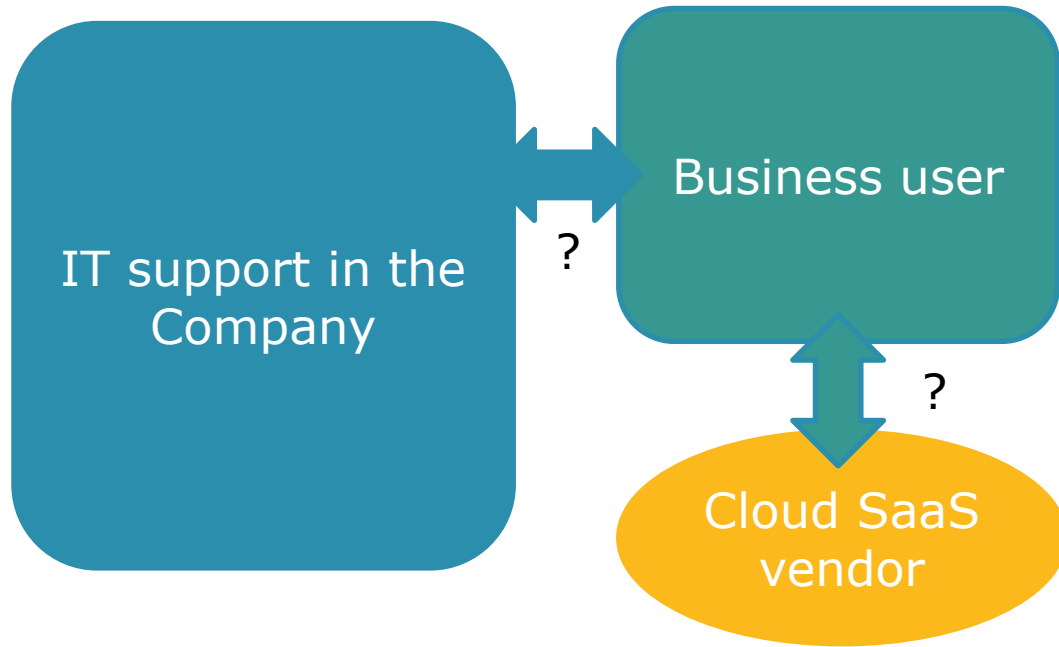 IT support in the
Company
?
Business user
?
Cloud SaaS
vendor